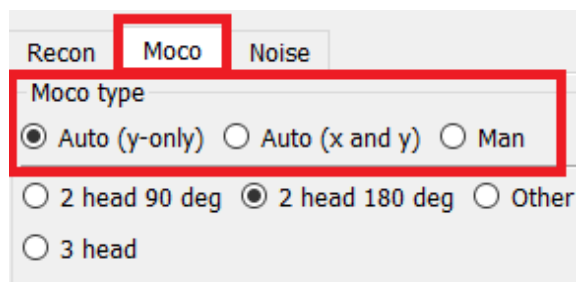 Recon Moco Noise
Moco type
Auto (y-only) Auto (x and y) Man
2 head 90 deg 2 head 180 deg Other
3 head